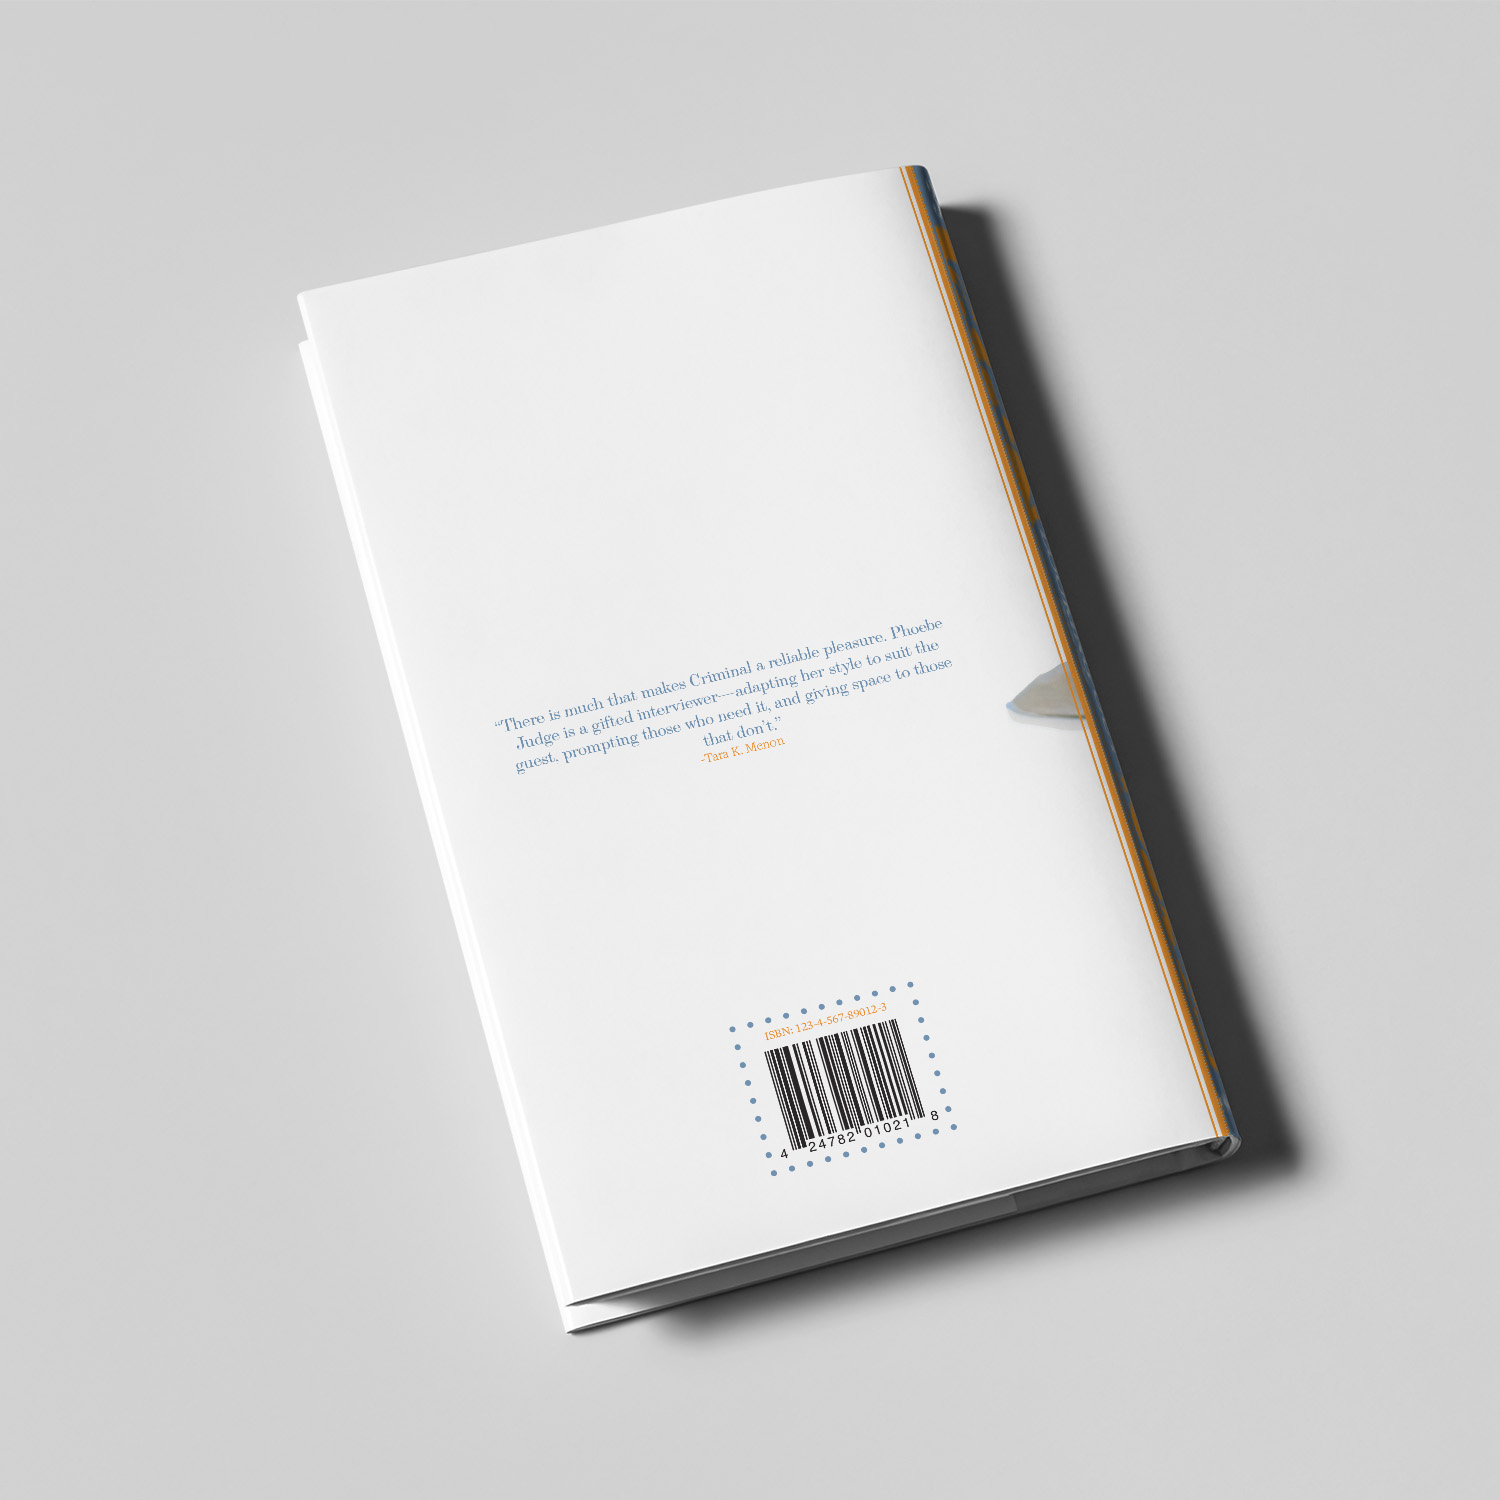 “There is much that makes Criminal a reliable pleasure. Phoebe
Judge is a gifted interviewer—adapting her style to suit the
guest, prompting those who need it, and giving space to those
that don’t.”
-Tara K. Menon
ISBN: 123-4-567-89012-3
4 24782 01021 8